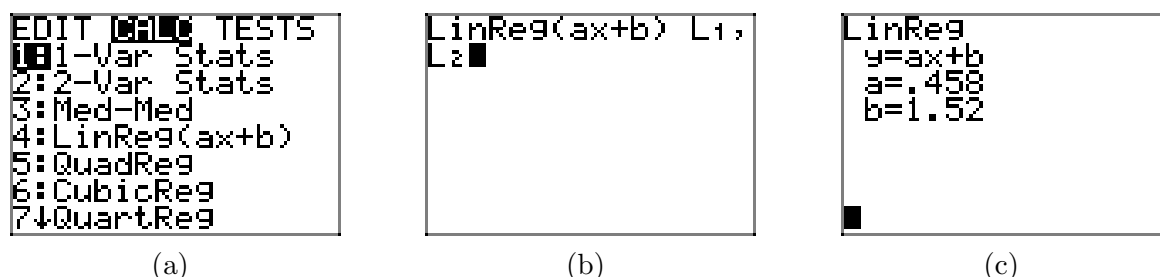 EDIT CALC TESTS
1:1-Var Stats
2:2-Var Stats
3:Med-Med
4:LinReg(ax+b)
5:QuadReg
6:CubicReg
7↓QuartReg
(a)
LinReg(ax+b) L₁,
L₂
(b)
LinReg
y=ax+b
a=.458
b=1.52
(c)